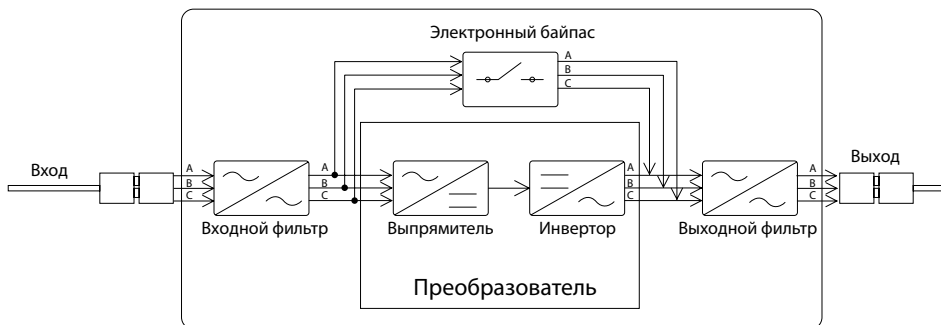 Электронный байпас
A
B
C
Вход
A
B
C
A
B
C
A
B
C
A
B
C
Выход
Входной фильтр
Выпрямитель
Инвертор
Выходной фильтр
Преобразователь